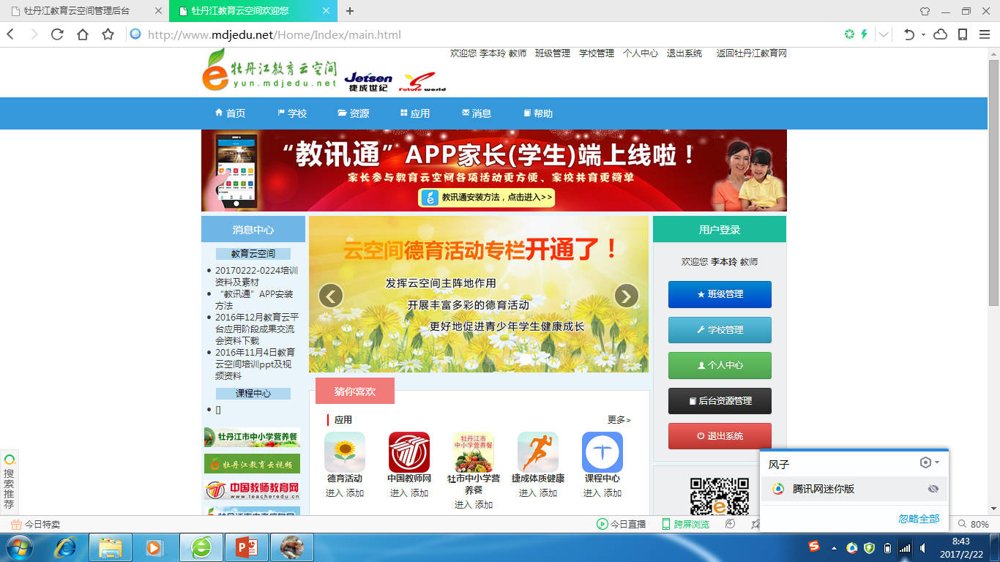 牡丹江教育云空间管理后台
牡丹江教育云空间欢迎您
http://www.mdjedu.net/Home/Index/main.html
欢迎您 李本玲 教师 班级管理 学校管理 个人中心 退出系统 返回牡丹江教育网
牡丹江教育云空间
yun.mdjedu.net
Jetsen
捷成世纪
Future world
首页 学校 资源 应用 消息 帮助
“教讯通”APP家长(学生)端上线啦！
家长参与教育云空间各项活动更方便、家校共育更简单
教讯通安装方法，点击进入>>
消息中心
教育云空间
20170222-0224培训
资料及素材
“教讯通”APP安装
方法
2016年12月教育云平
台应用阶段成果交流
会资料下载
2016年11月4日教育
云空间培训ppt及视
频资料
课程中心
[]
牡丹江市中小学营养餐
牡丹江教育云视频
中国教师教育网
www.teacheredu.cn
云空间德育活动专栏开通了！
发挥云空间主阵地作用
开展丰富多彩的德育活动
更好地促进青少年学生健康成长
猜你喜欢
应用
更多>
牡丹江市
中小学营养餐
德育活动 中国教师网 牡市中小学营
养餐 捷成体质健康 课程中心
进入 添加 进入 添加 进入 添加 进入 添加 进入 添加
用户登录
欢迎您 李本玲 教师
班级管理
学校管理
个人中心
后台资源管理
退出系统
搜索推荐
风子
腾讯网迷你版
忽略全部
今日特卖
今日直播
跨屏浏览
80%
8:43
2017/2/22